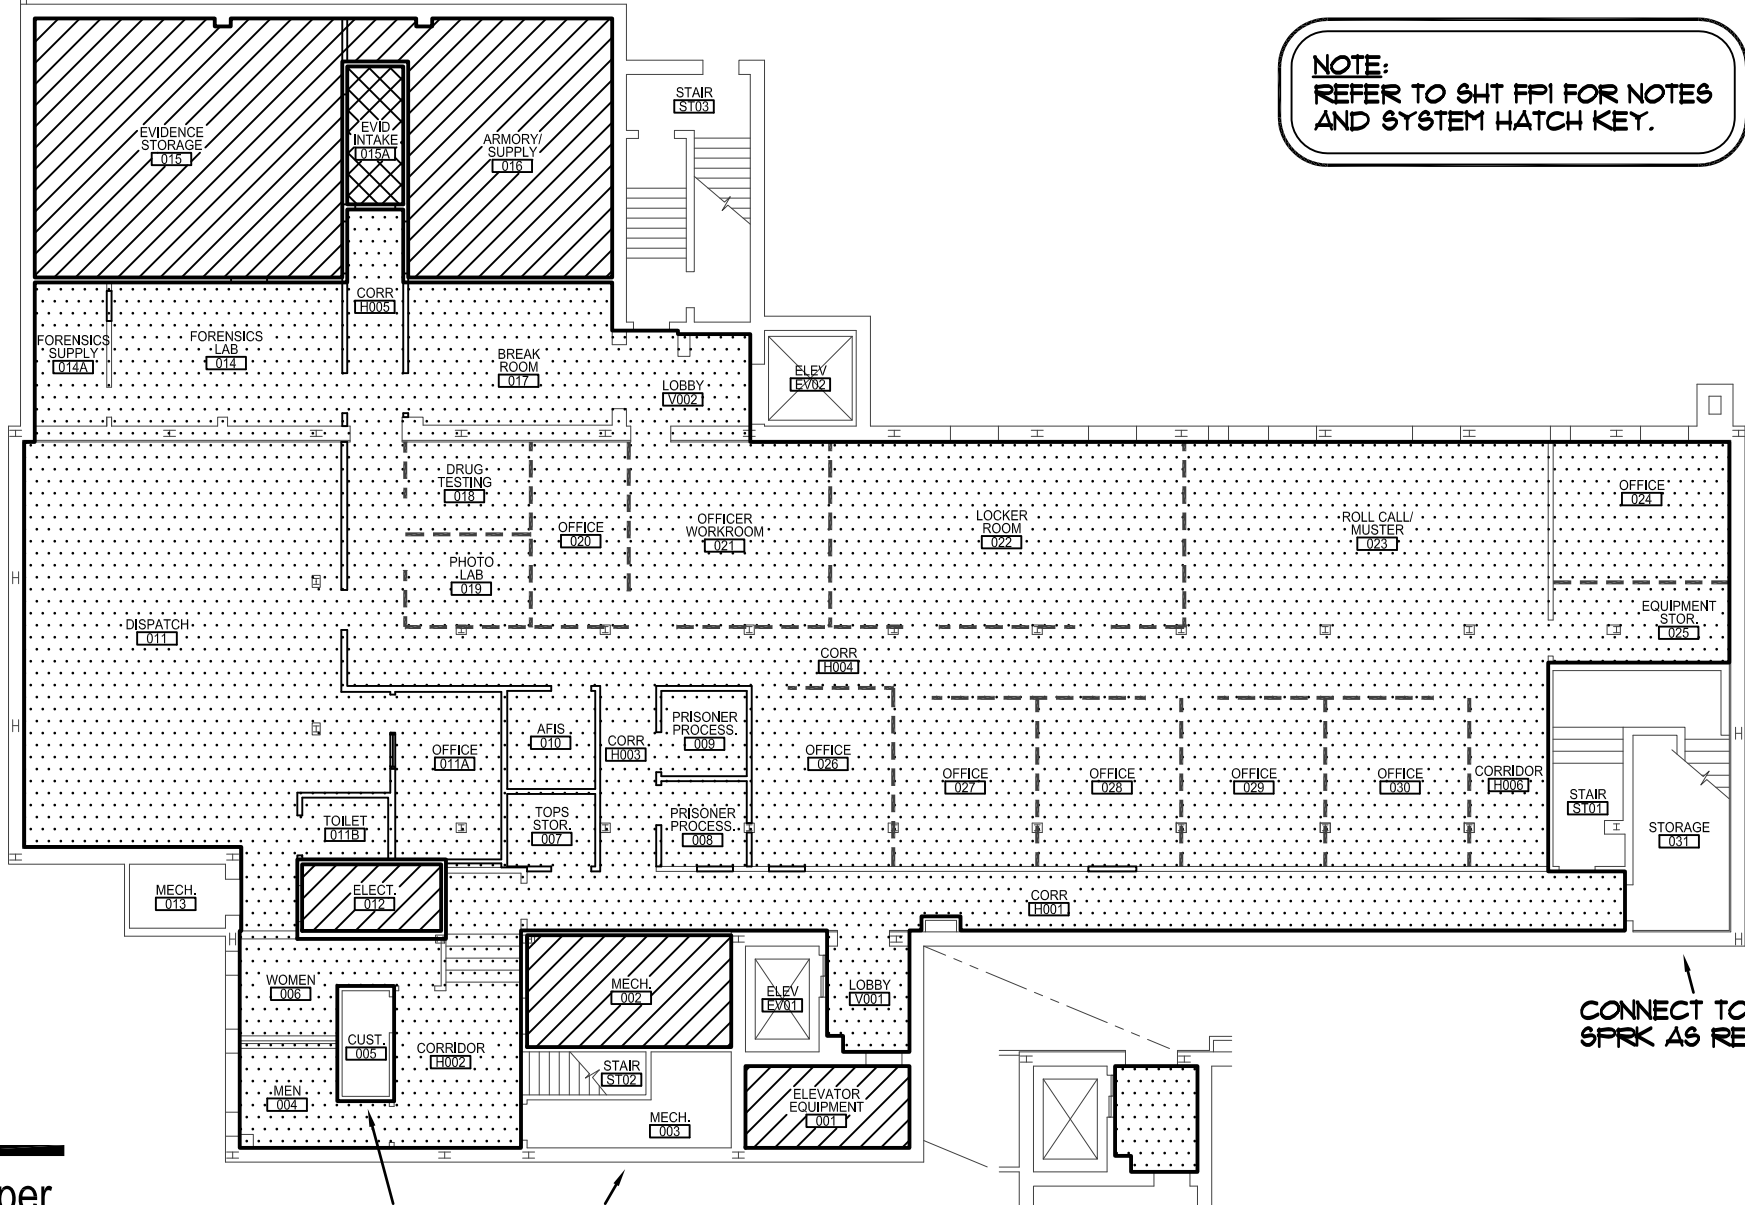 NOTE:
REFER TO SHT FP1 FOR NOTES
AND SYSTEM HATCH KEY.
STAIR
ST03
EVIDENCE
STORAGE
015
EVID
INTAKE
015A
ARMORY/
SUPPLY
016
CORR
H005
FORENSICS
SUPPLY
014A
FORENSICS
LAB
014
BREAK
ROOM
017
LOBBY
V002
ELEV
EV02
DRUG
TESTING
018
OFFICE
020
OFFICER
WORKROOM
021
LOCKER
ROOM
022
ROLL CALL/
MUSTER
023
OFFICE
024
PHOTO
LAB
019
EQUIPMENT
STOR.
025
DISPATCH
011
CORR
H004
OFFICE
011A
AFIS
010
CORR
H003
PRISONER
PROCESS.
009
OFFICE
026
OFFICE
027
OFFICE
028
OFFICE
029
OFFICE
030
CORRIDOR
H006
STAIR
ST01
STORAGE
031
TOILET
011B
TOPS
STOR.
007
PRISONER
PROCESS.
008
MECH.
013
ELECT.
012
CORR
H001
WOMEN
006
MECH.
002
ELEV
EV01
LOBBY
V001
CUST.
005
CORRIDOR
H002
STAIR
ST02
MEN
004
MECH.
003
ELEVATOR
EQUIPMENT
001
CONNECT TO
SPRK AS RE
per